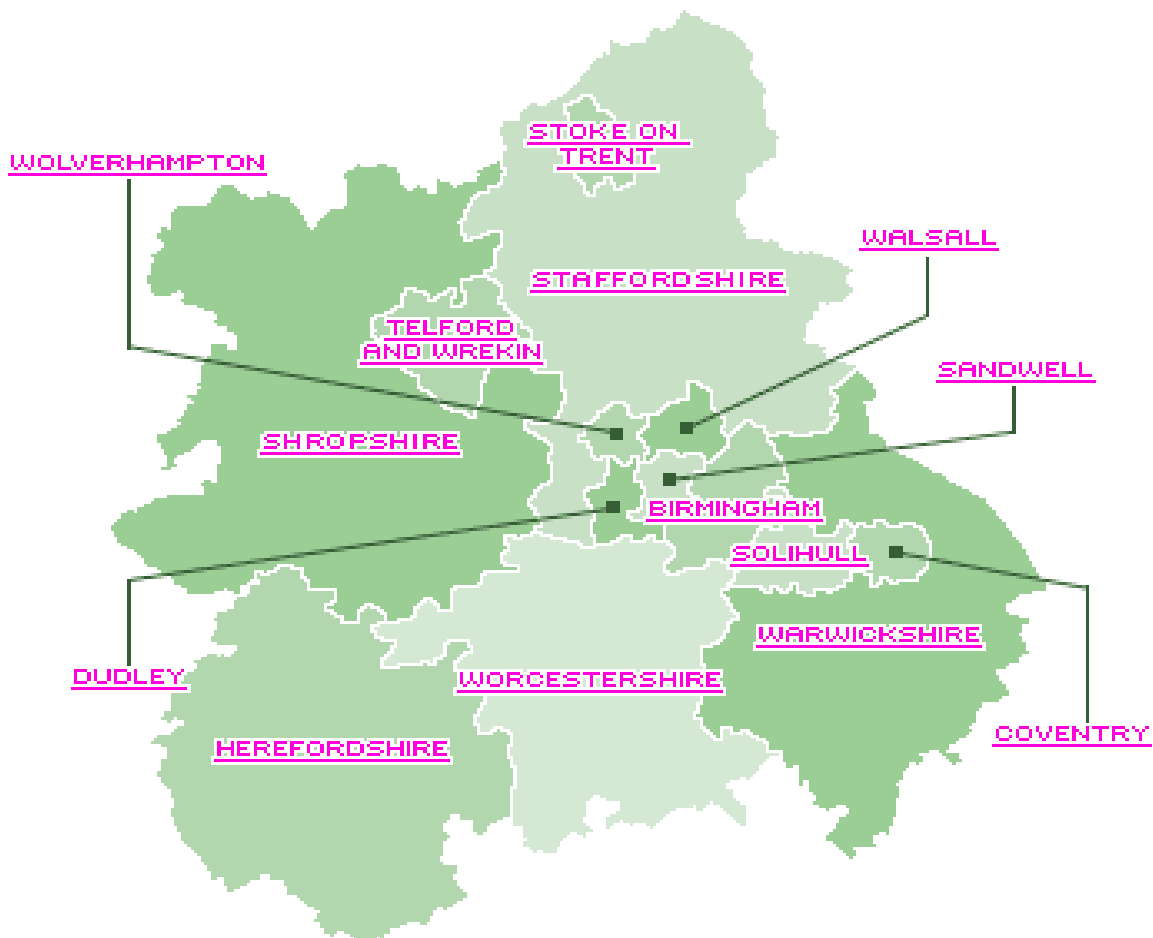 STOKE ON
TRENT
WOLVERHAMPTON
WALSALL
STAFFORDSHIRE
TELFORD
AND WREKIN
SANDWELL
SHROPSHIRE
BIRMINGHAM
SOLIHULL
WARWICKSHIRE
DUDLEY
WORCESTERSHIRE
COVENTRY
HEREFORDSHIRE